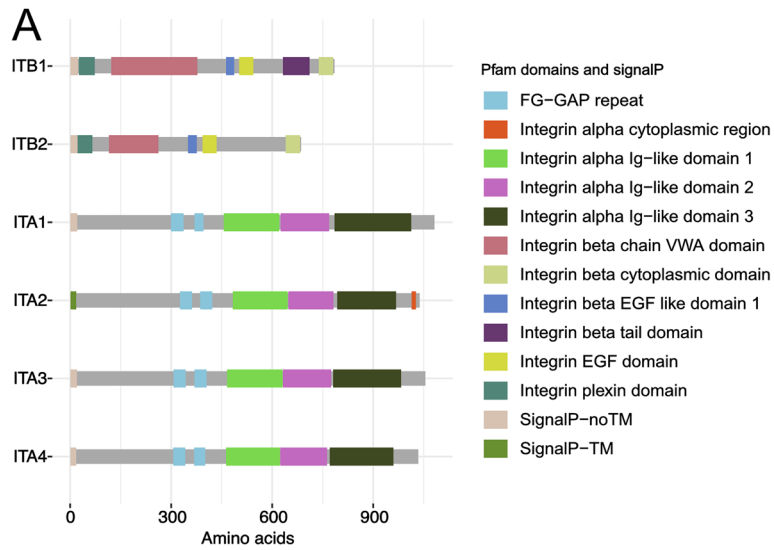 A
ITB1-
ITB2-
ITA1-
ITA2-
ITA3-
ITA4-
0 300 600 900
Amino acids
Pfam domains and signalP
FG−GAP repeat
Integrin alpha cytoplasmic region
Integrin alpha Ig−like domain 1
Integrin alpha Ig−like domain 2
Integrin alpha Ig−like domain 3
Integrin beta chain VWA domain
Integrin beta cytoplasmic domain
Integrin beta EGF like domain 1
Integrin beta tail domain
Integrin EGF domain
Integrin plexin domain
SignalP−noTM
SignalP−TM